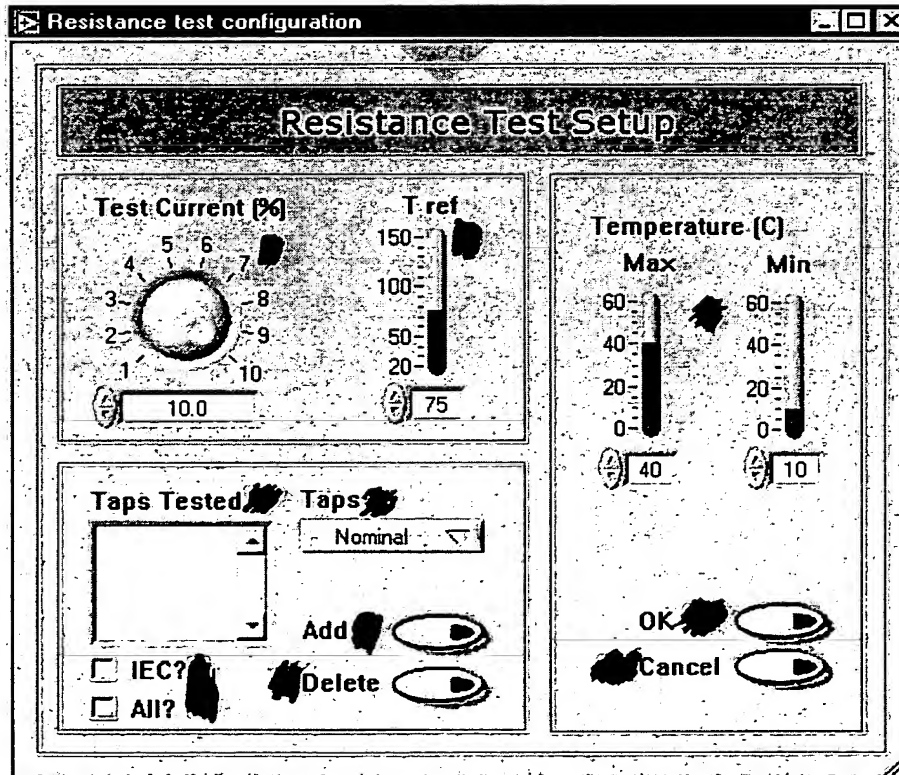 Resistance test configuration
Resistance Test Setup
Test Current (%)
1
2
3
4
5
6
7
8
9
10
10.0
T ref
150
100
50
20
75
Temperature (C)
Max
60
40
20
0
40
Min
60
40
20
0
10
Taps Tested
Taps
Nominal
Add
Delete
IEC?
All?
OK
Cancel